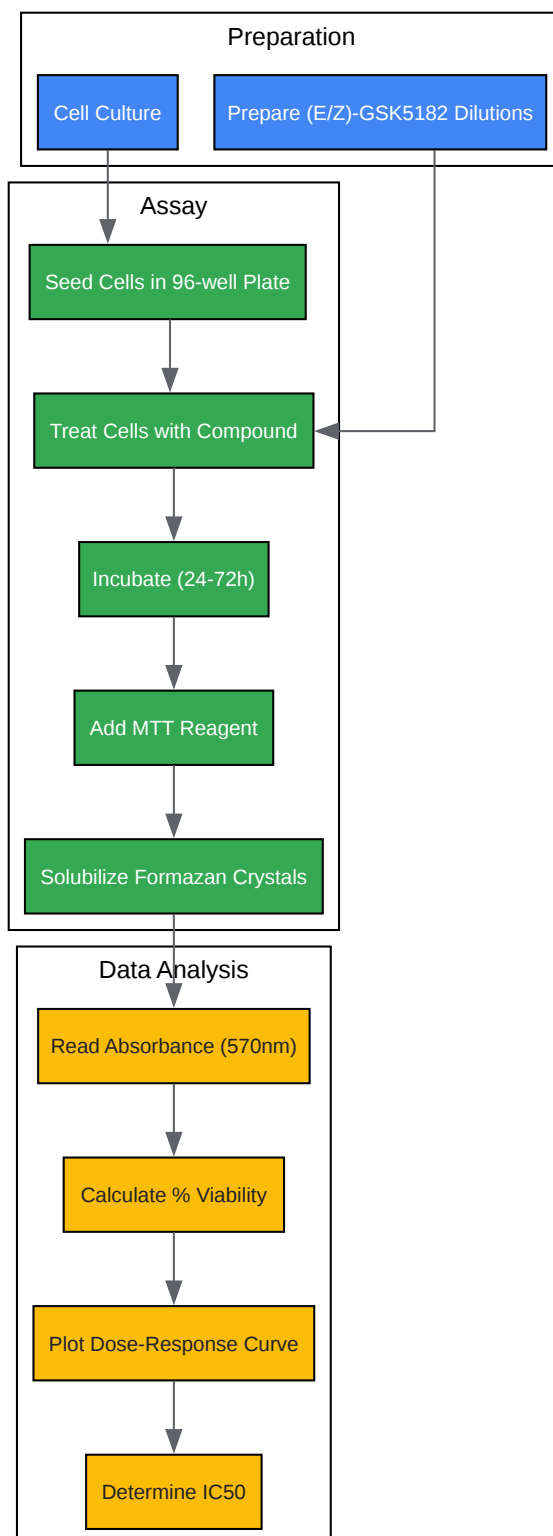 Preparation
Cell Culture
Prepare (E/Z)-GSK5182 Dilutions
Assay
Seed Cells in 96-well Plate
Treat Cells with Compound
Incubate (24-72h)
Add MTT Reagent
Solubilize Formazan Crystals
Data Analysis
Read Absorbance (570nm)
Calculate % Viability
Plot Dose-Response Curve
Determine IC50